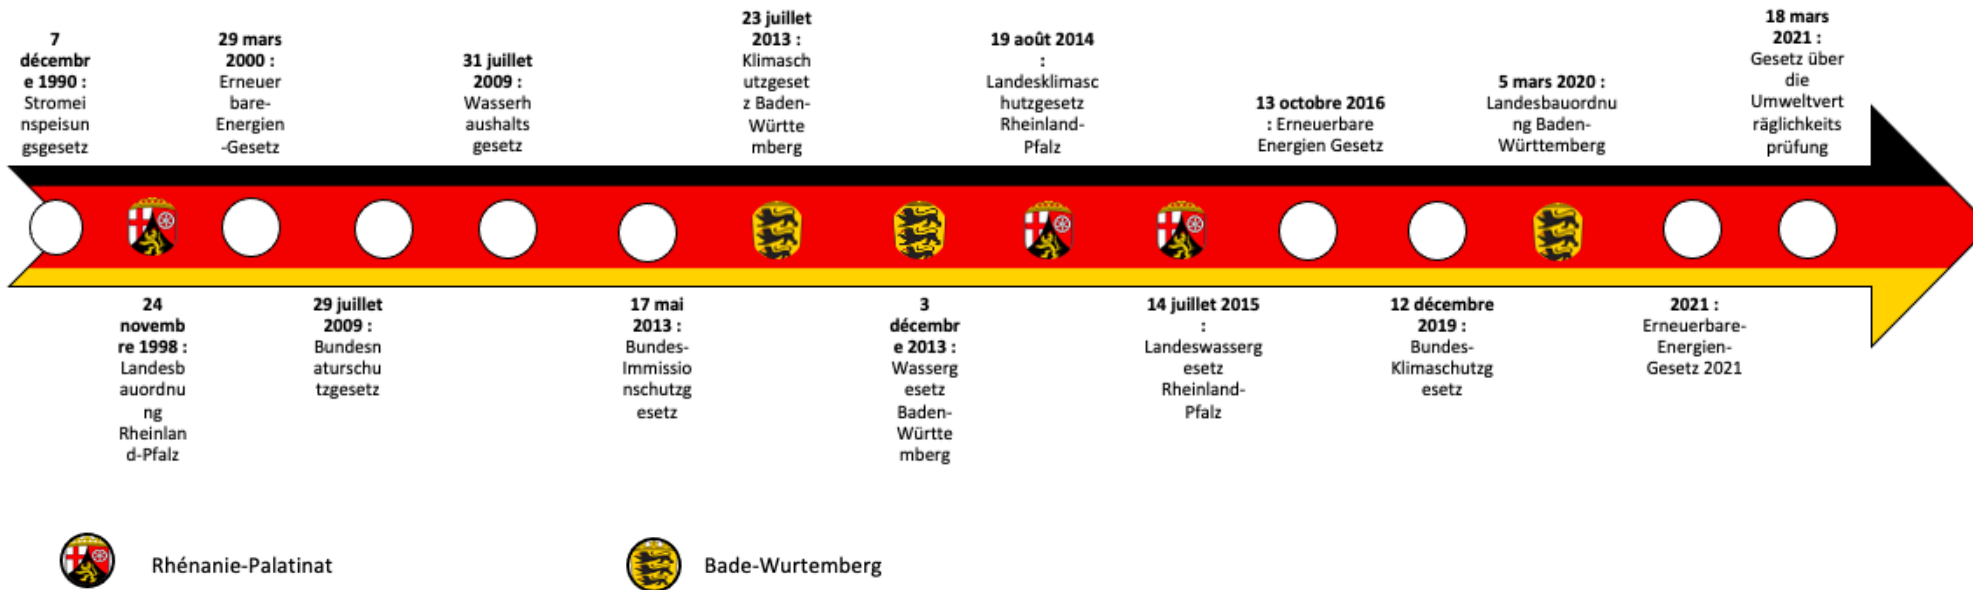 7
décembr
e 1990 :
Stromei
nspeisun
gsgesetz
29 mars
2000 :
Erneuer
bare-
Energien
-Gesetz
31 juillet
2009 :
Wasserh
aushalts
gesetz
23 juillet
2013 :
Klimasch
utzgeset
z Baden-
Württe
mberg
19 août 2014
:
Landesklimasc
hutzgesetz
Rheinland-
Pfalz
13 octobre 2016
: Erneuerbare
Energien Gesetz
5 mars 2020 :
Landesbauordnu
ng Baden-
Württemberg
18 mars
2021 :
Gesetz über
die
Umweltvert
räglichkeits
prüfung
24
novemb
re 1998 :
Landesb
auordnu
ng
Rheinlan
d-Pfalz
29 juillet
2009 :
Bundesn
aturschu
tzgesetz
17 mai
2013 :
Bundes-
Immissio
nschutzg
esetz
3
décembr
e 2013 :
Wasserg
esetz
Baden-
Württe
mberg
14 juillet 2015
:
Landeswasserg
esetz
Rheinland-
Pfalz
12 décembre
2019 :
Bundes-
Klimaschutzg
esetz
2021 :
Erneuerbare-
Energien-
Gesetz 2021
Rhénanie-Palatinat
Bade-Wurtemberg